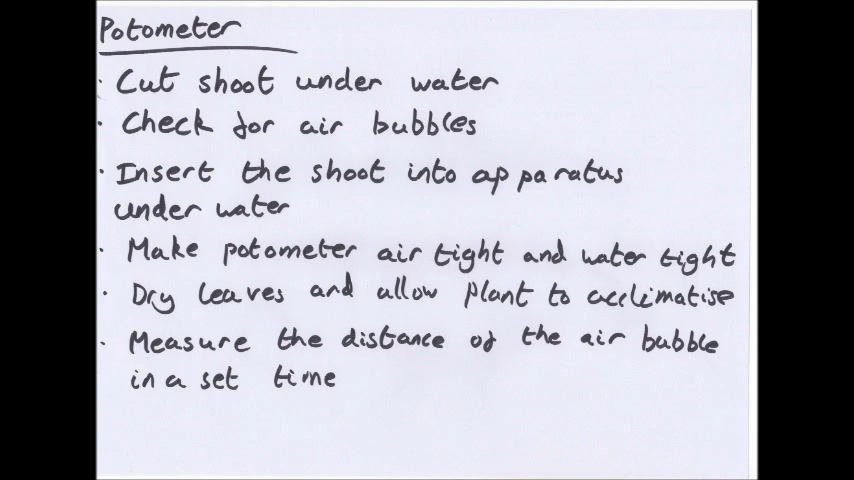 Potometer
· Cut shoot under water
· Check for air bubbles
· Insert the shoot into apparatus
under water
· Make potometer air tight and water tight
· Dry leaves and allow plant to acclimatise
· Measure the distance of the air bubble
in a set time